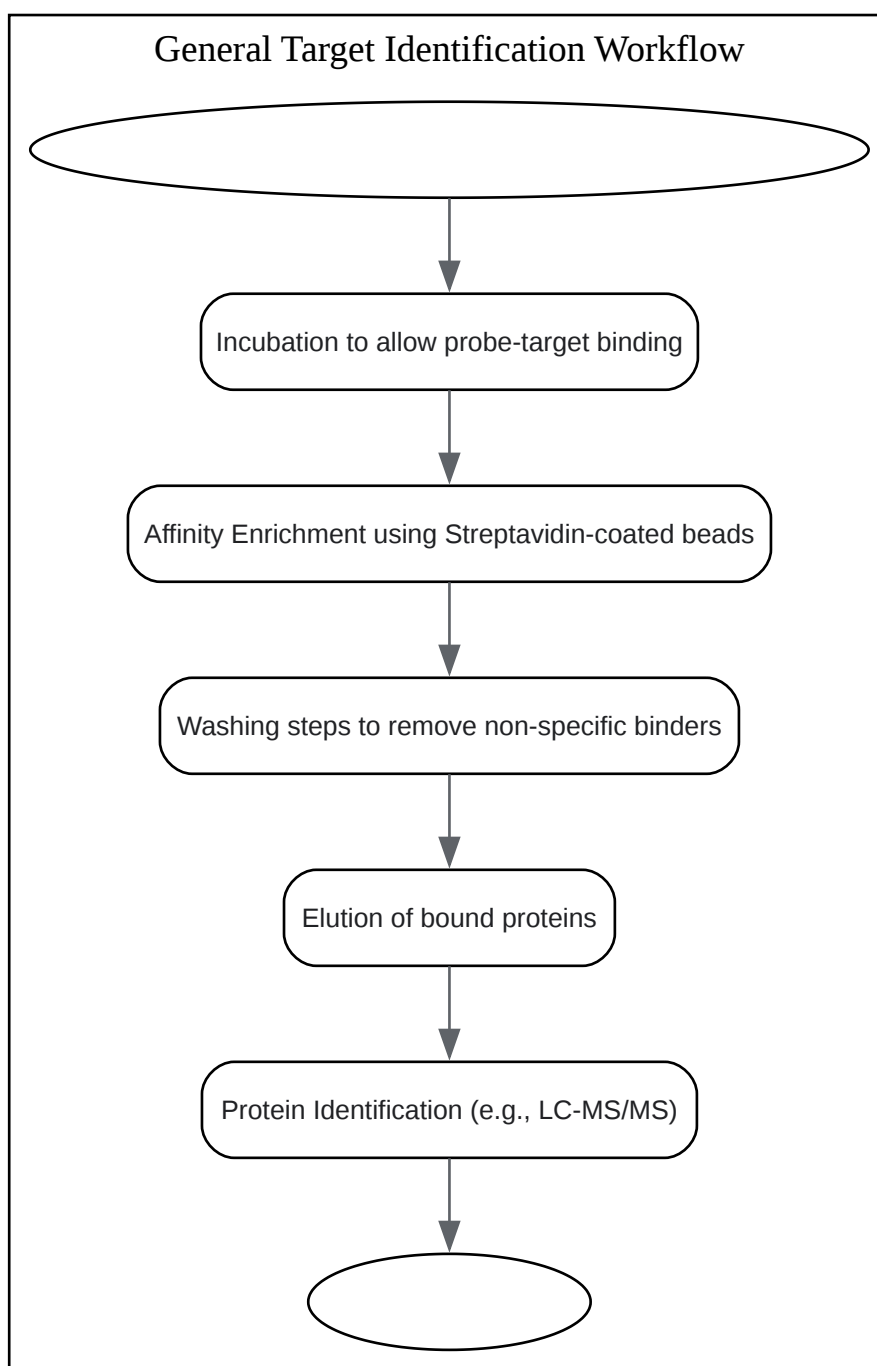 General Target Identification Workflow
Incubation to allow probe-target binding
Affinity Enrichment using Streptavidin-coated beads
Washing steps to remove non-specific binders
Elution of bound proteins
Protein Identification (e.g., LC-MS/MS)